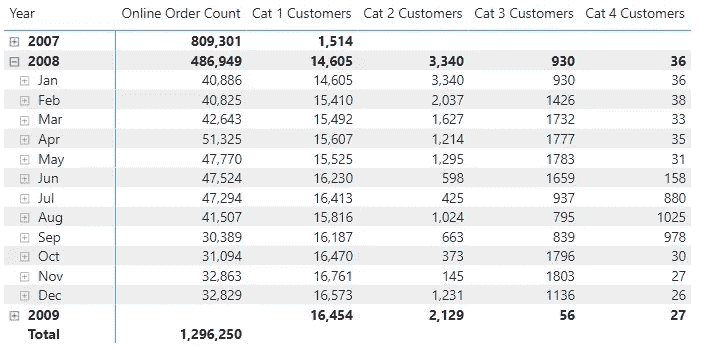 Year Online Order Count Cat 1 Customers Cat 2 Customers Cat 3 Customers Cat 4 Customers
2007 809,301 1,514
2008 486,949 14,605 3,340 930 36
Jan 40,886 14,605 3,340 930 36
Feb 40,825 15,410 2,037 1426 38
Mar 42,643 15,492 1,627 1732 33
Apr 51,325 15,607 1,214 1777 35
May 47,770 15,525 1,295 1783 31
Jun 47,524 16,230 598 1659 158
Jul 47,294 16,413 425 937 880
Aug 41,507 15,816 1,024 795 1025
Sep 30,389 16,187 663 839 978
Oct 31,094 16,470 373 1796 30
Nov 32,863 16,761 145 1803 27
Dec 32,829 16,573 1,231 1136 26
2009 16,454 2,129 56 27
Total 1,296,250